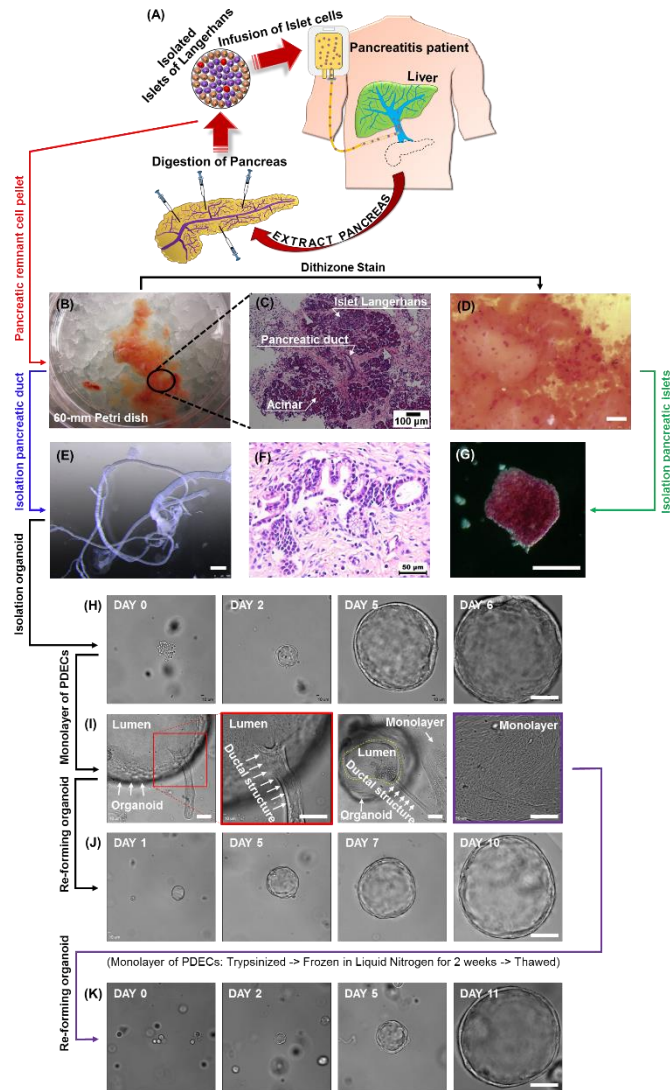 (A)
Isolated
Islets of Langerhans
Infusion of Islet cells
Pancreatitis patient
Liver
Digestion of Pancreas
EXTRACT PANCREAS
Pancreatic remnant cell pellet
Dithizone Stain
(B)
60-mm Petri dish
(C)
Islet Langerhans
Pancreatic duct
Acinar
100 µm
(D)
Isolation pancreatic duct
Isolation pancreatic Islets
(E)
(F)
50 µm
(G)
Isolation organoid
(H)
DAY 0
DAY 2
DAY 5
DAY 6
Monolayer of PDECs
(I)
Lumen
Organoid
Lumen
Ductal structure
Monolayer
Lumen
Ductal structure
Organoid
Monolayer
Re-forming organoid
(J)
DAY 1
DAY 5
DAY 7
DAY 10
(Monolayer of PDECs: Trypsinized -> Frozen in Liquid Nitrogen for 2 weeks -> Thawed)
Re-forming organoid
(K)
DAY 0
DAY 2
DAY 5
DAY 11